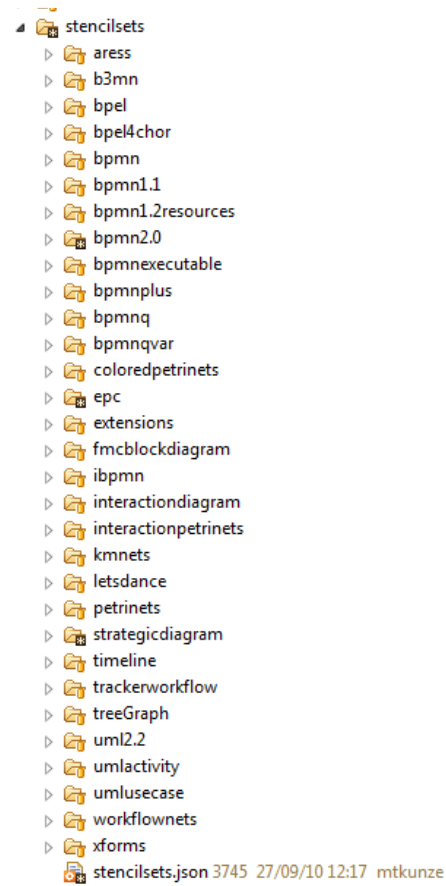 stencilsets
aress
b3mn
bpel
bpel4chor
bpmn
bpmn1.1
bpmn1.2resources
bpmn2.0
bpmnexecutable
bpmnplus
bpmnq
bpmnqvar
coloredpetrinets
epc
extensions
fmcblockdiagram
ibpmn
interactiondiagram
interactionpetrinets
kmnets
letsdance
petrinets
strategicdiagram
timeline
trackerworkflow
treeGraph
uml2.2
umlactivity
umlusecase
workflownets
xforms
stencilsets.json 3745 27/09/10 12:17 mtkunze